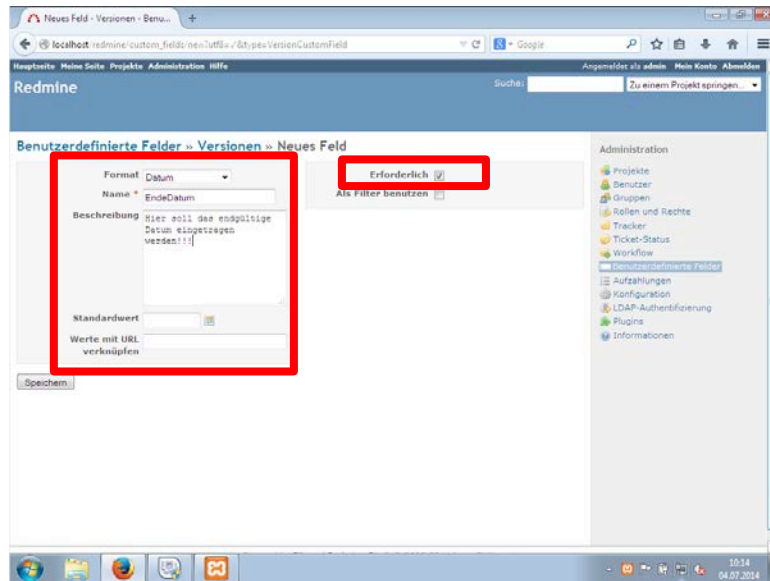 Neues Feld - Versionen - Benu...
localhost/redmine/custom_fields/new?utf8=✓&type=VersionCustomField
Google
Hauptseite Meine Seite Projekte Administration Hilfe
Angemeldet als admin Mein Konto Abmelden
Redmine
Suche:
Zu einem Projekt springen...
Benutzerdefinierte Felder » Versionen » Neues Feld
Format Datum
Name * EndeDatum
Beschreibung Hier soll das endgültige
Datum eingetragen
werden!!!
Standardwert
Werte mit URL
verknüpfen
Erforderlich
Als Filter benutzen
Speichern
Administration
Projekte
Benutzer
Gruppen
Rollen und Rechte
Tracker
Ticket-Status
Workflow
Benutzerdefinierte Felder
Aufzählungen
Konfiguration
LDAP-Authentifizierung
Plugins
Informationen
10:14
04.07.2014